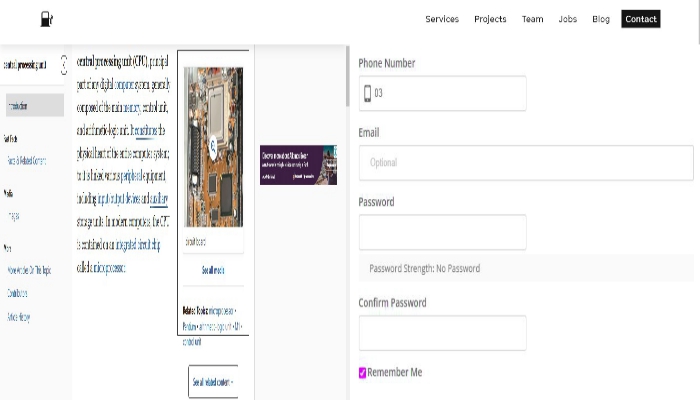 Services Projects Team Jobs Blog Contact
central processing unit
Introduction
Fast Facts
Facts & Related Content
Media
Images
More
More Articles On This Topic
Contributors
Article History
central processing unit (CPU), principal
part of any digital computer system, generally
composed of the main memory, control unit,
and arithmetic-logic unit. It constitutes the
physical heart of the entire computer system;
to it is linked various peripheral equipment,
including input/output devices and auxiliary
storage units. In modern computers, the CPU
is contained on an integrated circuit chip
called a microprocessor.
circuit board
See all media
Related Topics: microprocessor •
Pentium • arithmetic-logic unit • M1 •
control unit
See all related content →
Phone Number
03
Email
Optional
Password
Password Strength: No Password
Confirm Password
Remember Me